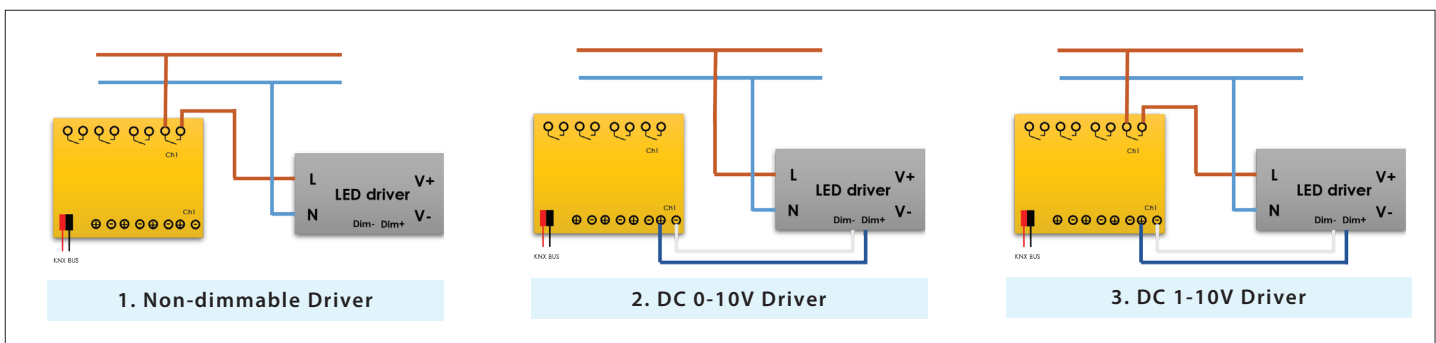 Ch1
L
V+
LED driver
N
V-
Dim- Dim+
Ch1
KNX BUS
1. Non-dimmable Driver
Ch1
L
V+
LED driver
N
V-
Dim- Dim+
Ch1
KNX BUS
2. DC 0-10V Driver
Ch1
L
V+
LED driver
N
V-
Dim- Dim+
Ch1
KNX BUS
3. DC 1-10V Driver